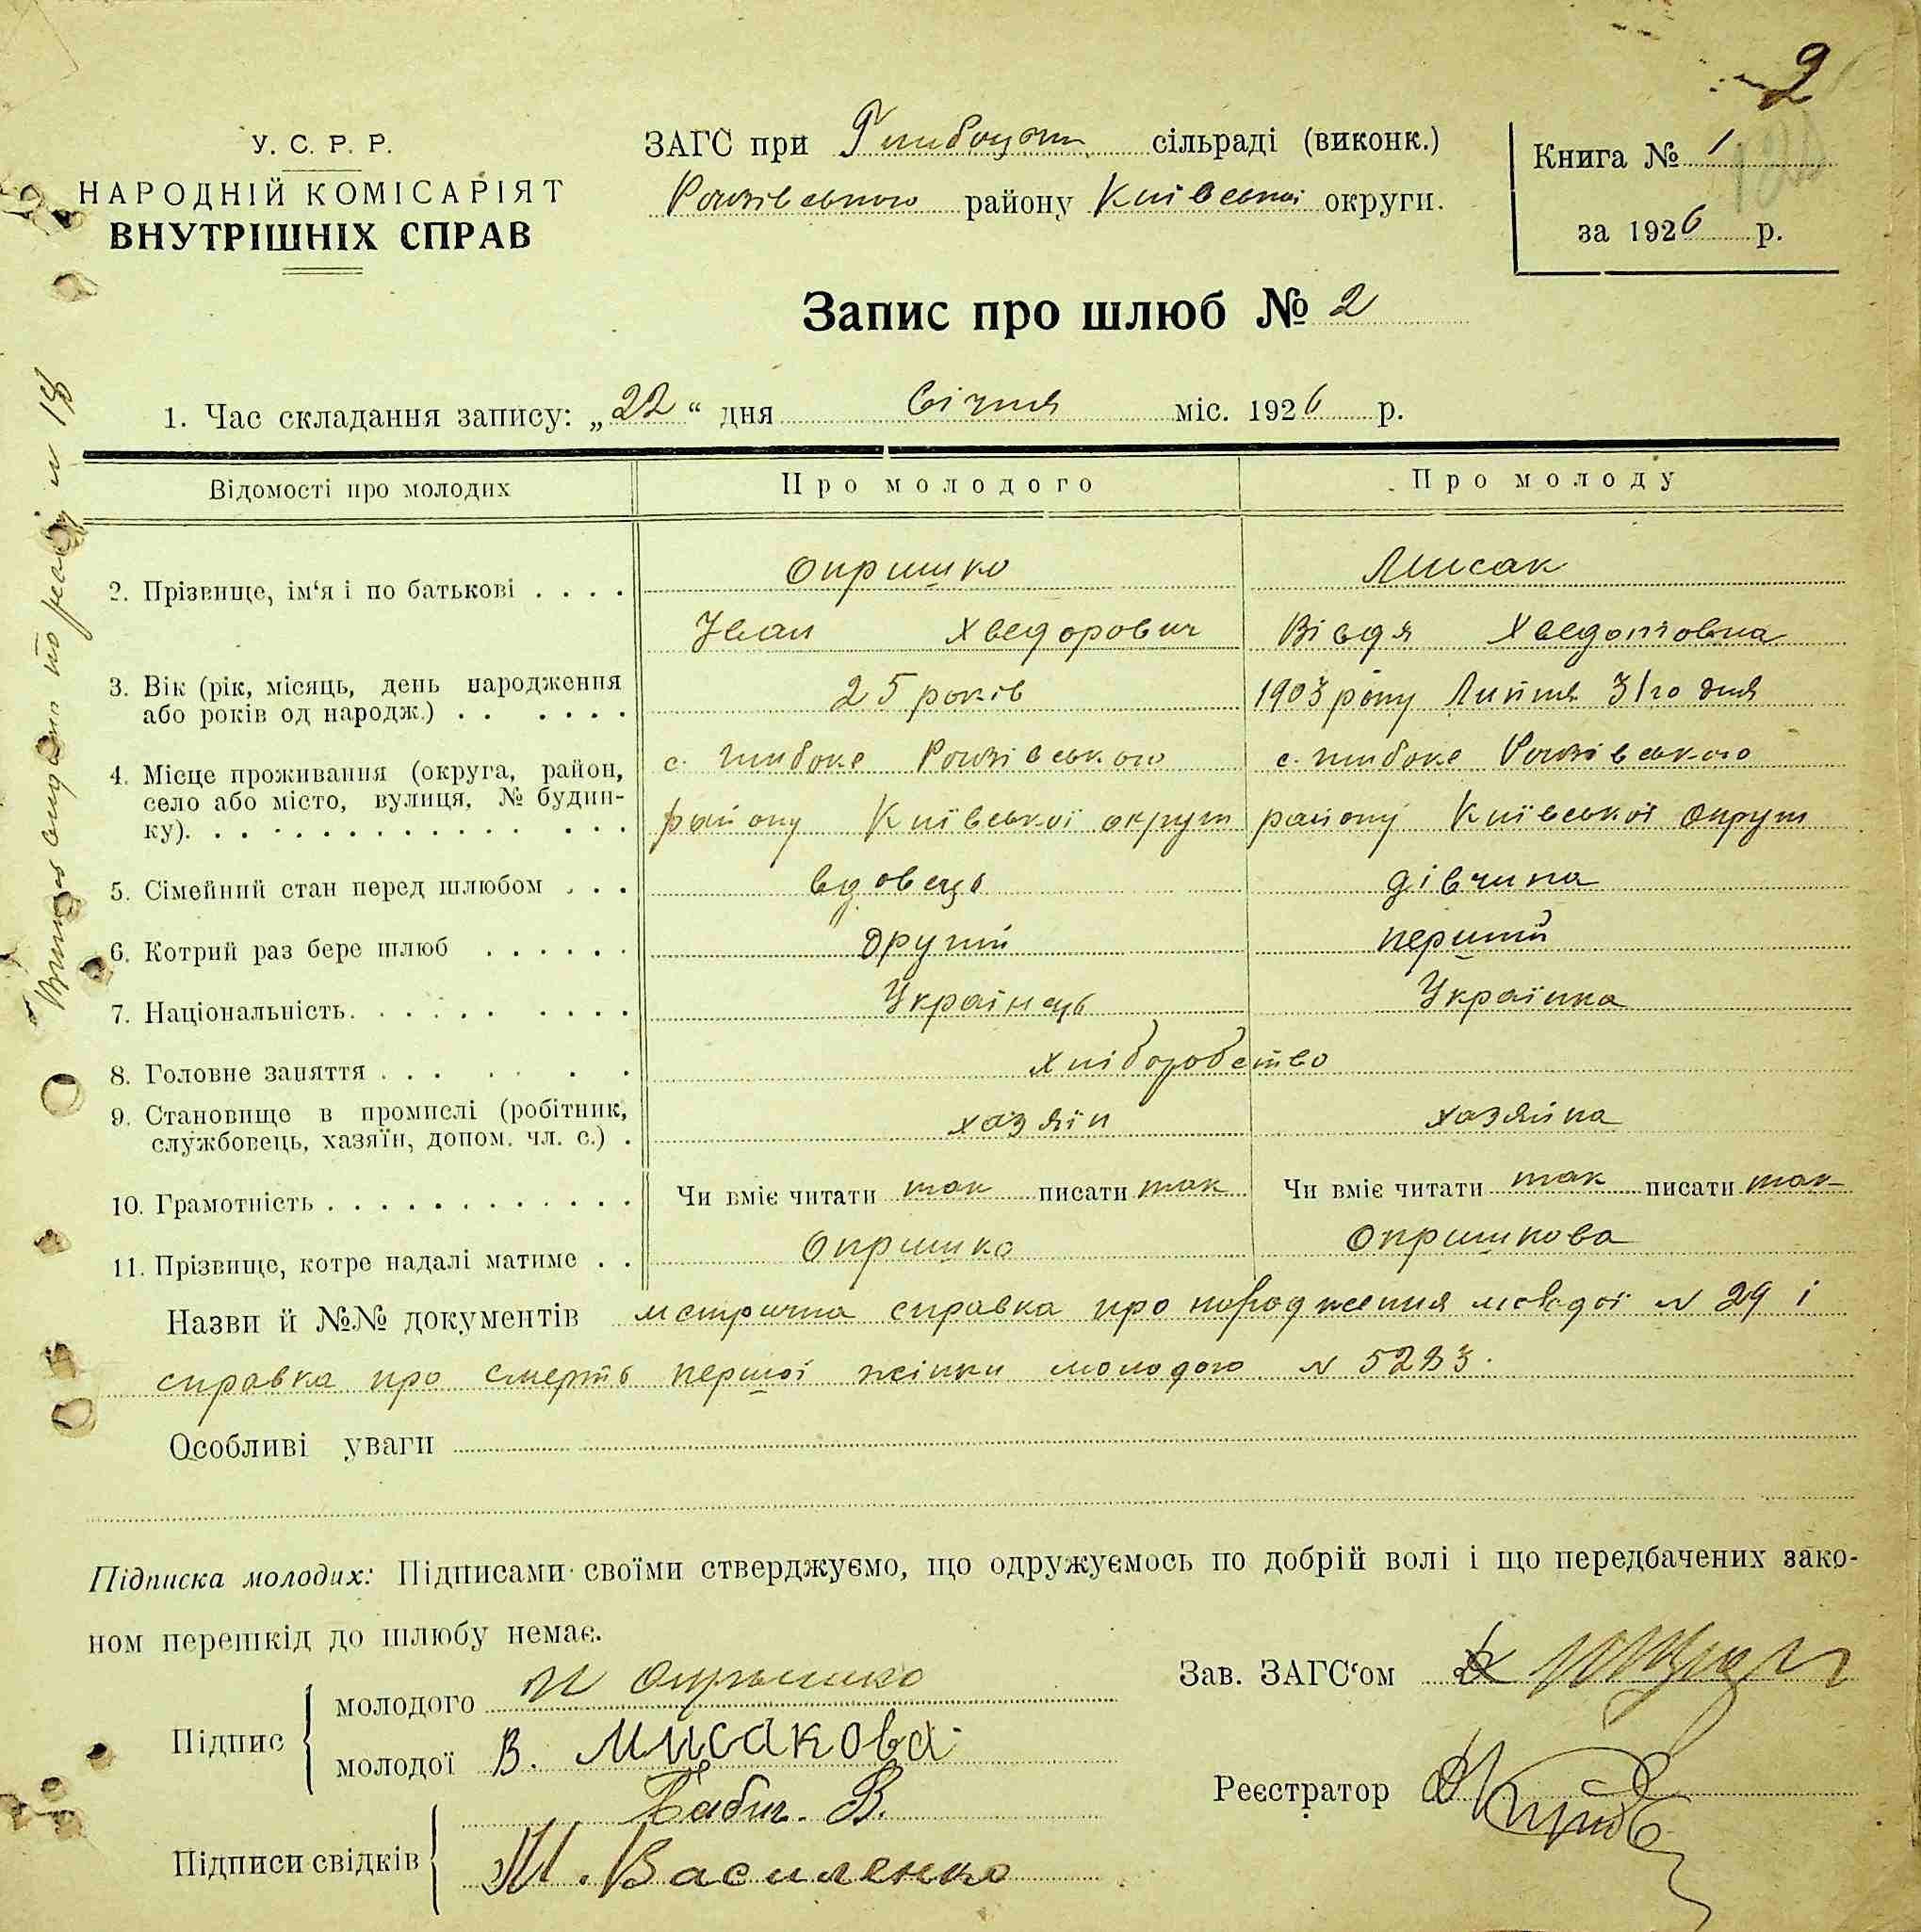 2
У. С. Р. Р.
НАРОДНІЙ КОМІСАРІЯТ
ВНУТРІШНІХ СПРАВ
ЗАГС при Глибоцькій сільраді (виконк.)
району Київської округи.
Книга № 1
за 1926 р.
Запис про шлюб № 2
1. Час складання запису: „22“ дня Січня міс. 1926 р.
Відомості про молодих Про молодого Про молоду
2. Прізвище, ім‘я і по батькові . . . . Опришко Лисак
Іван Хведорович Вівдя Хведотовна
3. Вік (рік, місяць, день народження 25 років 1903 року Липня 31го дня
або років од народж.) . . . . . .
4. Місце проживання (округа, район, с. Глибоке с. Глибоке
село або місто, вулиця, № будин- району Київської округи району Київської округи
ку). . . . . . . . . . . . . . .
5. Сімейний стан перед шлюбом . . . вдовець дівчина
6. Котрий раз бере шлюб . . . . . . другий перший
7. Національність. . . . . . . . . . Українець Українка
8. Головне заняття . . . . . . . хліборобство
9. Становище в промислі (робітник, хазяїн хазяйка
службовець, хазяїн, допом. чл. с.) .
10. Грамотність . . . . . . . . . . . . Чи вміє читати так писати так Чи вміє читати так писати так
11. Прізвище, котре надалі матиме . . Опришко Опришкова
Назви й №№ документів метрична справка про народження молодої № 29 і
справка про смерть першої жінки молодого № 5283.
Особливі уваги
Підписка молодих: Підписами своїми стверджуємо, що одружуємось по добрій волі і що передбачених зако-
ном перешкід до шлюбу немає.
Зав. ЗАГС‘ом
Підпис
молодого И Опрышко
молодої В. Лисакова
Реєстратор
Підписи свідків
Бабич. В.
Василенко